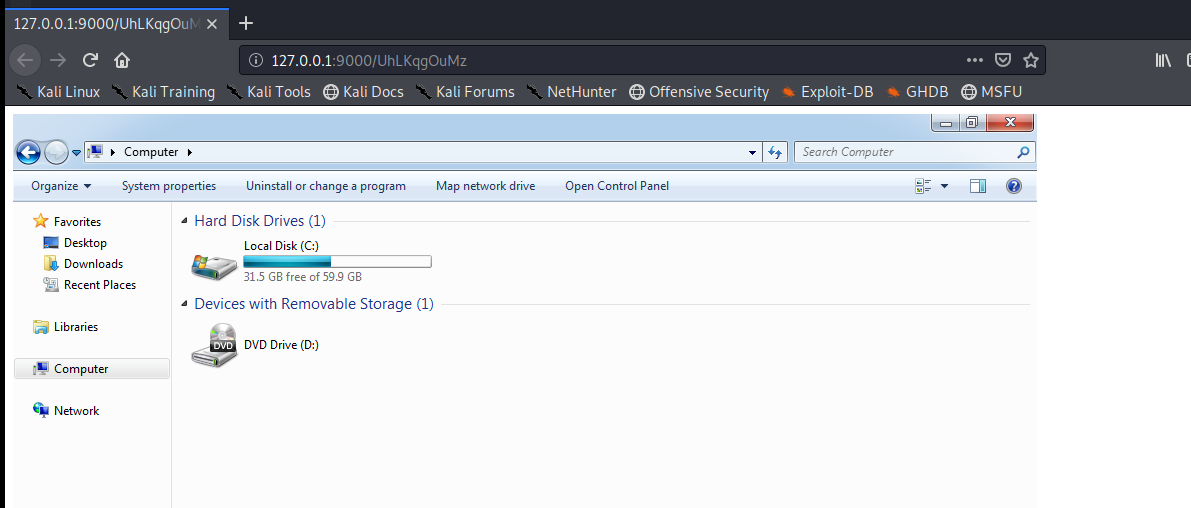 127.0.0.1:9000/UhLKqgOuM
127.0.0.1:9000/UhLKqgOuMz
Kali Linux Kali Training Kali Tools Kali Docs Kali Forums NetHunter Offensive Security Exploit-DB GHDB MSFU
Computer Search Computer
Organize System properties Uninstall or change a program Map network drive Open Control Panel
Favorites
Desktop
Downloads
Recent Places
Libraries
Computer
Network
Hard Disk Drives (1)
Local Disk (C:)
31.5 GB free of 59.9 GB
Devices with Removable Storage (1)
DVD
DVD Drive (D:)